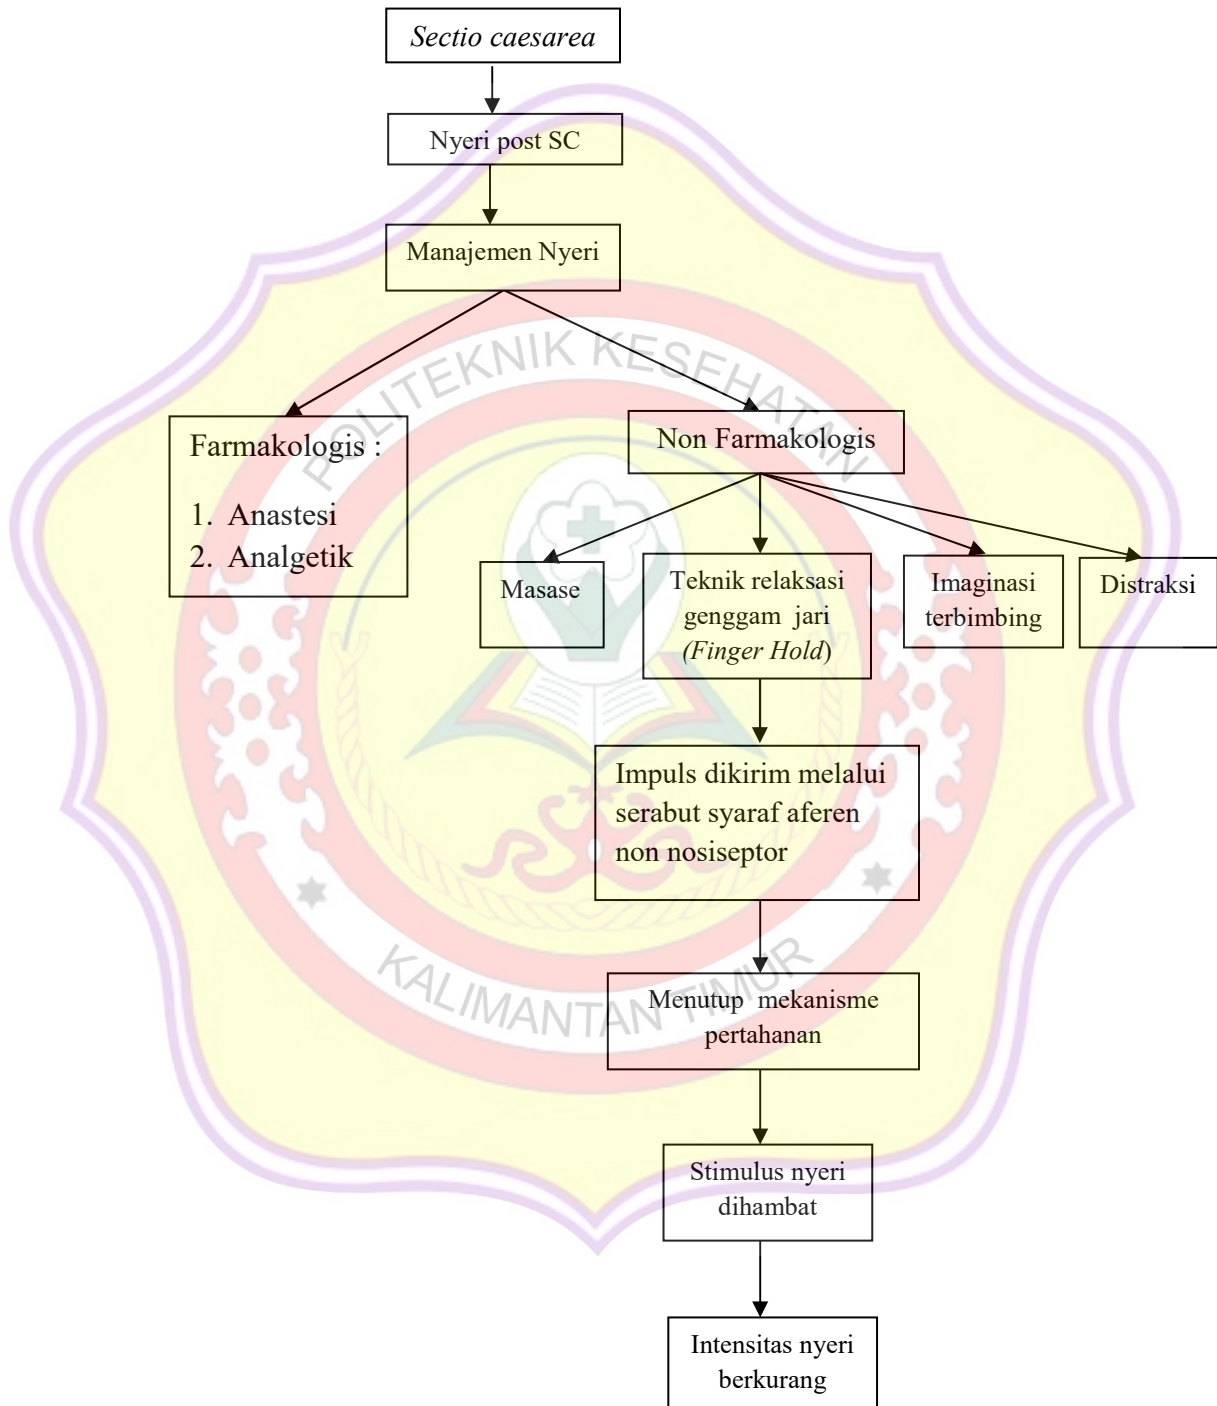 Sectio caesarea
Nyeri post SC
Manajemen Nyeri
POLITEKNIK KESEHATAN
Farmakologis :
1. Anastesi
2. Analgetik
Non Farmakologis
Masase
Teknik relaksasi
genggam jari
(Finger Hold)
Imaginasi
terbimbing
Distraksi
Impuls dikirim melalui
serabut syaraf aferen
non nosiseptor
KALIMANTAN TIMUR
Menutup mekanisme
pertahanan
Stimulus nyeri
dihambat
Intensitas nyeri
berkurang